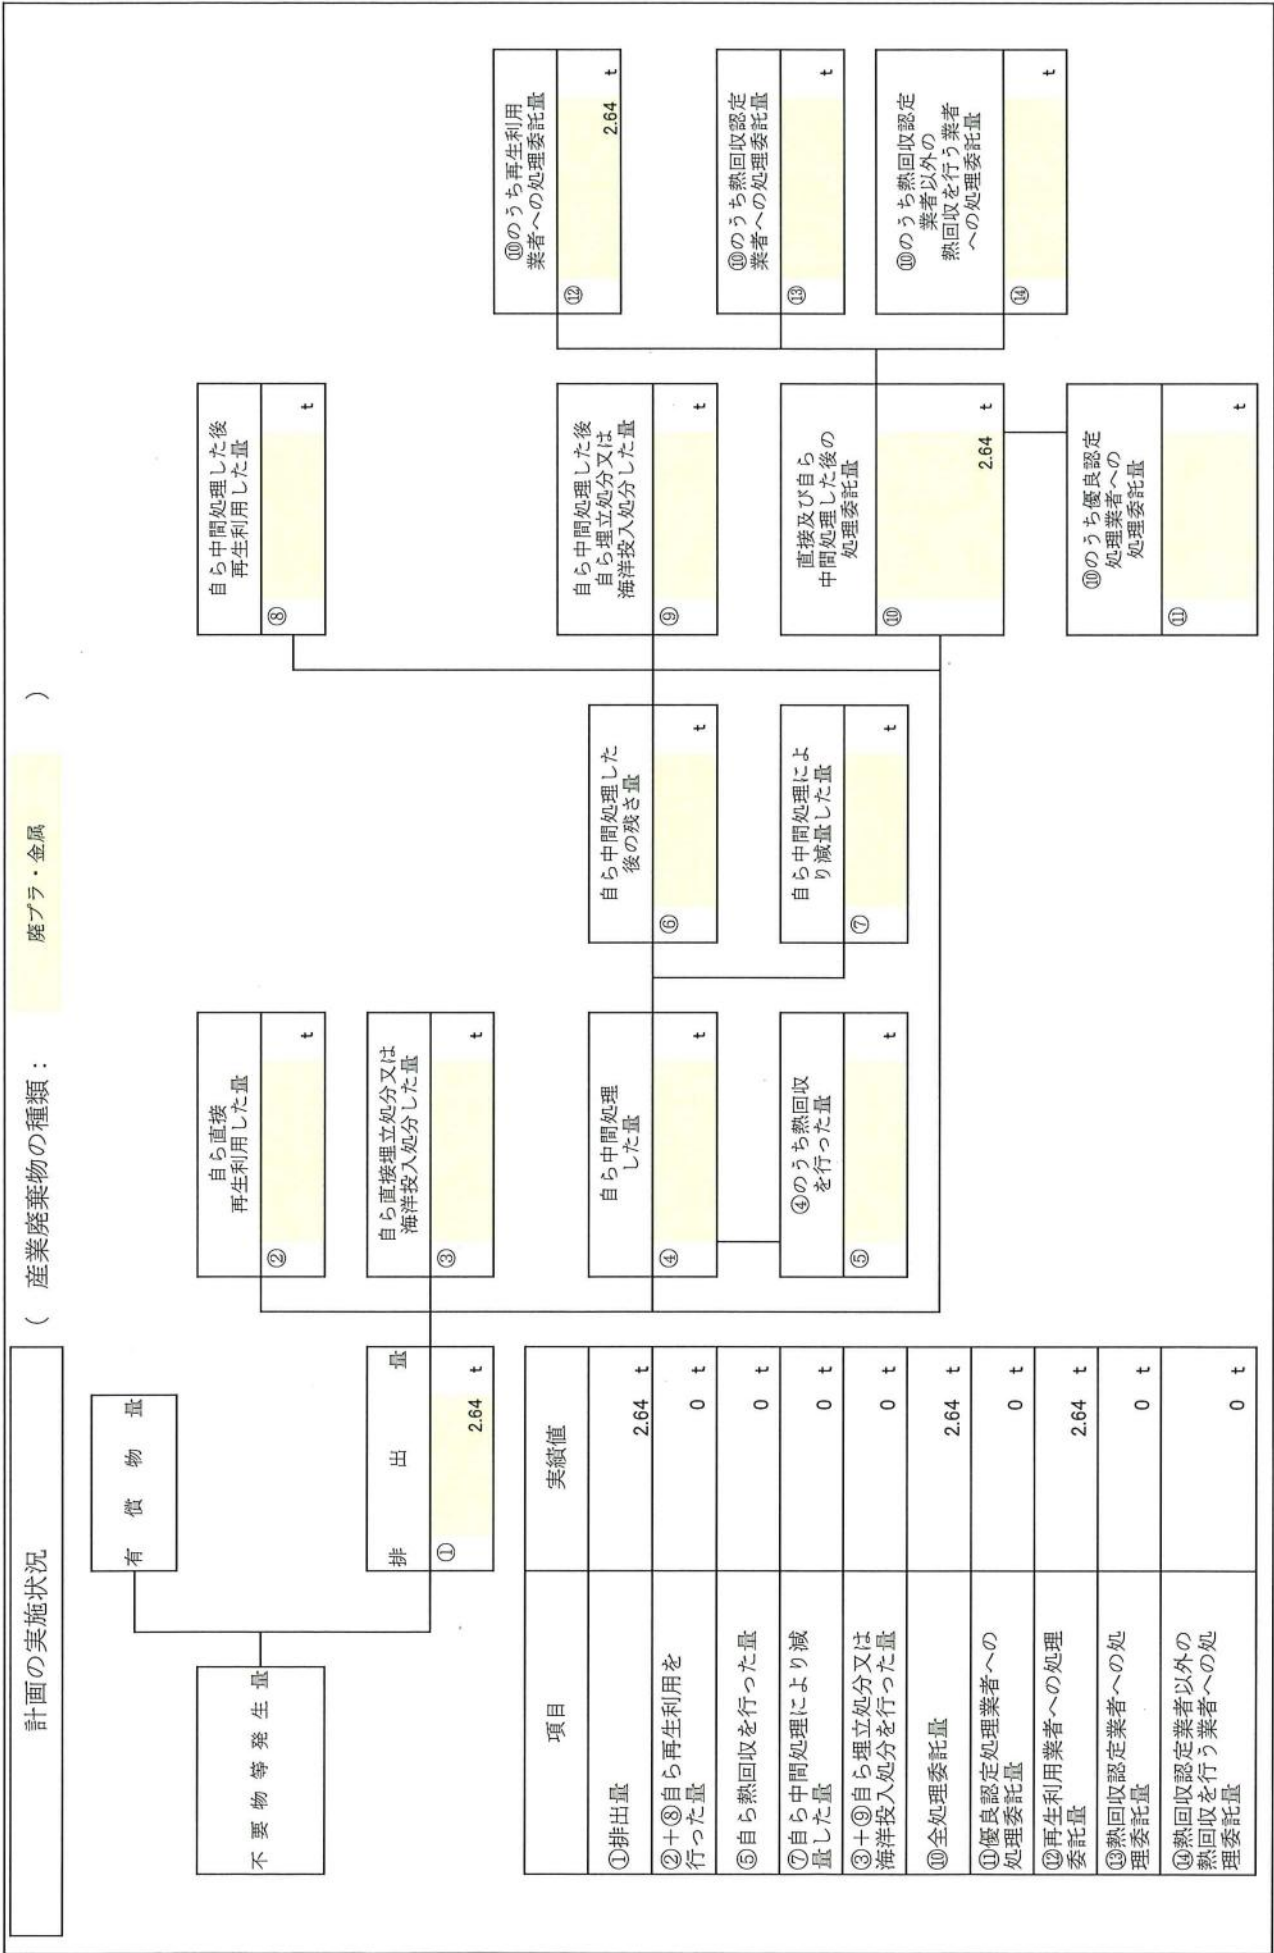 計画の実施状況
( 産業廃棄物の種類: 廃プラ・金属 )
不要物等発生量
有償物量
排出量
① 2.64 t
自ら直接
再生利用した量
② t
自ら直接埋立処分又は
海洋投入処分した量
③ t
自ら中間処理
した量
④ t
④のうち熱回収
を行った量
⑤ t
自ら中間処理した
後の残さ量
⑥ t
自ら中間処理によ
り減量した量
⑦ t
自ら中間処理した後
再生利用した量
⑧ t
自ら中間処理した後
自ら埋立処分又は
海洋投入処分した量
⑨ t
直接及び自ら
中間処理した後の
処理委託量
⑩ 2.64 t
⑩のうち優良認定
処理業者への
処理委託量
⑪ t
⑩のうち再生利用
業者への処理委託量
⑫ 2.64 t
⑩のうち熱回収認定
業者への処理委託量
⑬ t
⑩のうち熱回収認定
業者以外の
熱回収を行う業者
への処理委託量
⑭ t
項目 実績値
①排出量 2.64 t
②+⑧自ら再生利用を
行った量 0 t
⑤自ら熱回収を行った量 0 t
⑦自ら中間処理により減
量した量 0 t
③+⑨自ら埋立処分又は
海洋投入処分を行った量 0 t
⑩全処理委託量 2.64 t
⑪優良認定処理業者への
処理委託量 0 t
⑫再生利用業者への処理
委託量 2.64 t
⑬熱回収認定業者への処
理委託量 0 t
⑭熱回収認定業者以外の
熱回収を行う業者への処
理委託量 0 t